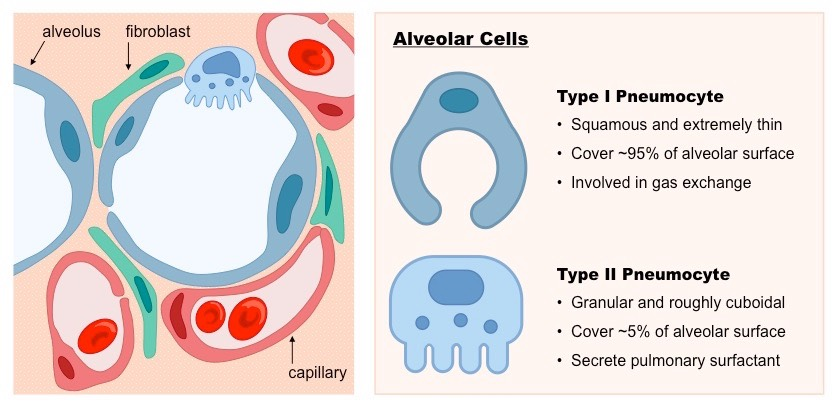 alveolus
fibroblast
capillary
Alveolar Cells
Type I Pneumocyte
• Squamous and extremely thin
• Cover ~95% of alveolar surface
• Involved in gas exchange
Type II Pneumocyte
• Granular and roughly cuboidal
• Cover ~5% of alveolar surface
• Secrete pulmonary surfactant